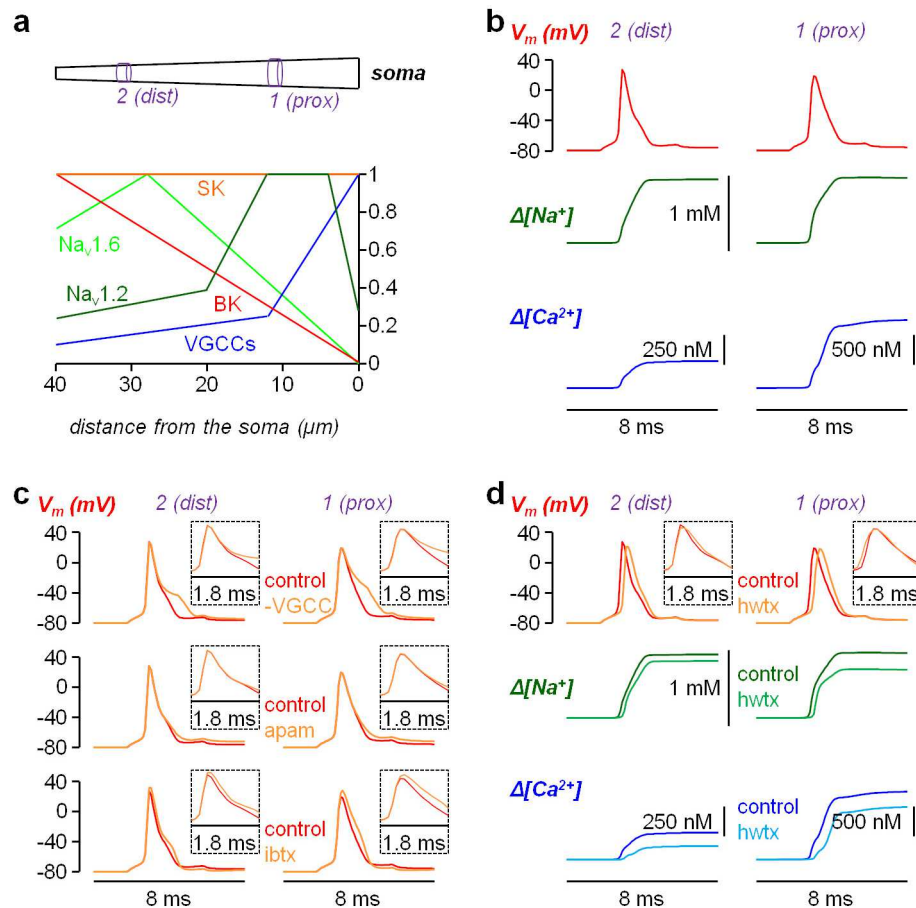 a
soma
2 (dist)
1 (prox)
SK
Nav1.6
Nav1.2
BK
VGCCs
1
0.8
0.6
0.4
0.2
0
40
30
20
10
0
distance from the soma (µm)
b
Vm (mV)
2 (dist)
1 (prox)
40
0
-40
-80
Δ[Na+]
1 mM
Δ[Ca2+]
250 nM
500 nM
8 ms
8 ms
c
Vm (mV)
2 (dist)
1 (prox)
40
0
-40
-80
1.8 ms
control
-VGCC
1.8 ms
40
0
-40
-80
1.8 ms
control
apam
1.8 ms
40
0
-40
-80
1.8 ms
control
ibtx
1.8 ms
8 ms
8 ms
d
Vm (mV)
2 (dist)
1 (prox)
40
0
-40
-80
1.8 ms
control
hwtx
1.8 ms
Δ[Na+]
1 mM
control
hwtx
Δ[Ca2+]
250 nM
control
hwtx
500 nM
8 ms
8 ms